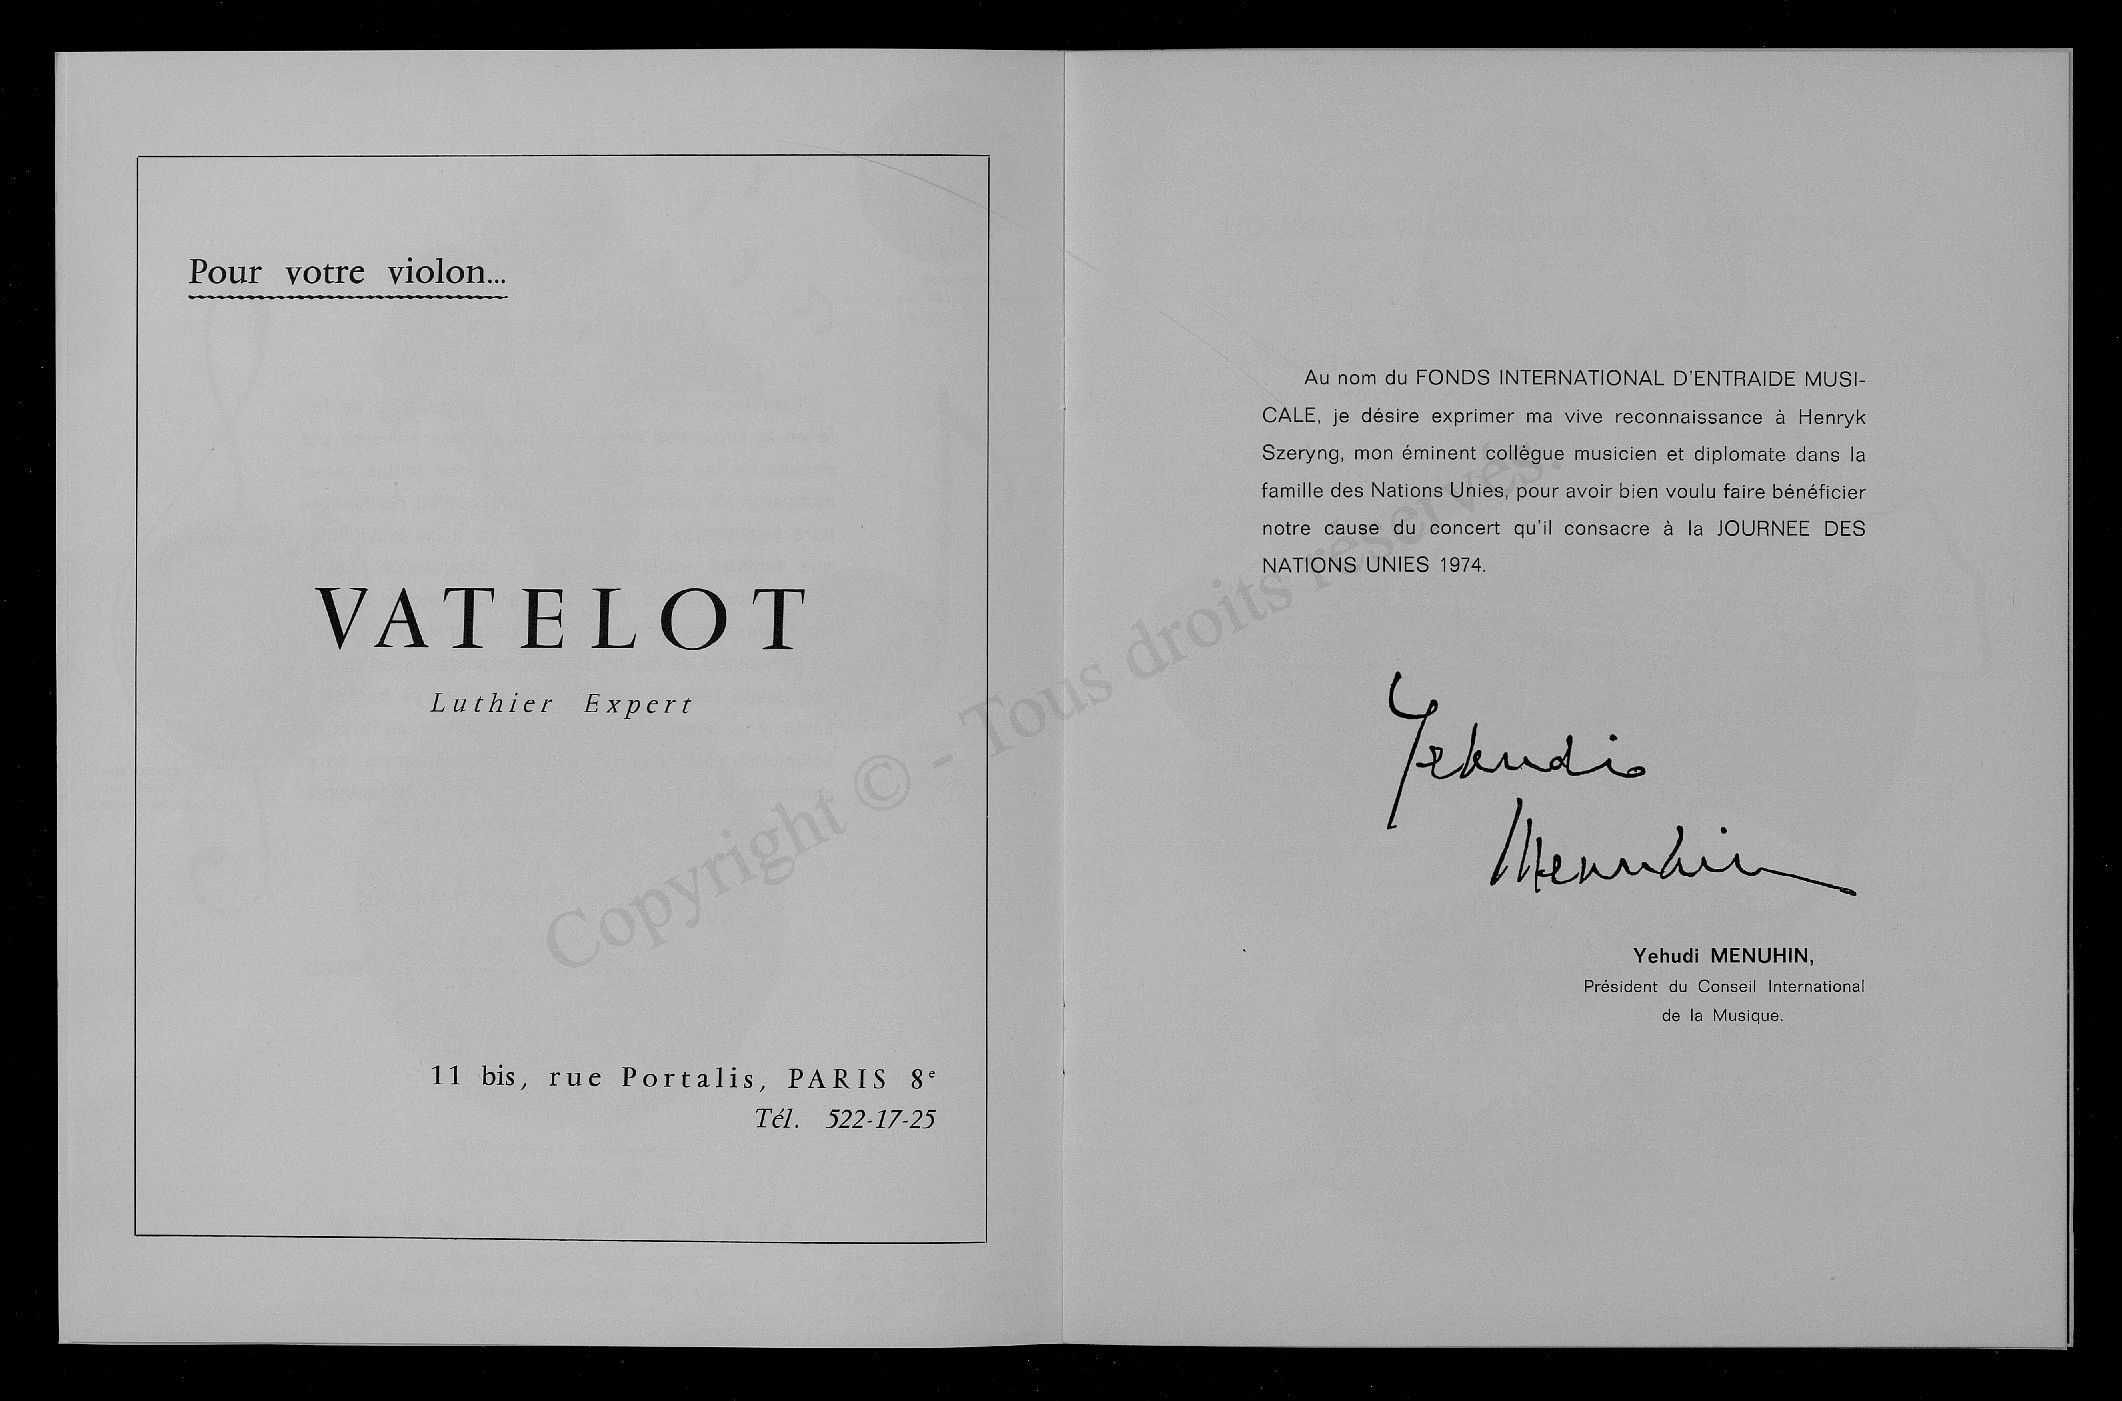 Pour votre violon...
VATELOT
Luthier Expert
11 bis, rue Portalis, PARIS 8e
Tél. 522-17-25
Au nom du FONDS INTERNATIONAL D'ENTRAIDE MUSI-
CALE, je désire exprimer ma vive reconnaissance à Henryk
Szeryng, mon éminent collègue musicien et diplomate dans la
famille des Nations Unies, pour avoir bien voulu faire bénéficier
notre cause du concert qu'il consacre à la JOURNEE DES
NATIONS UNIES 1974.
Yehudi
Menuhin
Yehudi MENUHIN,
Président du Conseil International
de la Musique.
Copyright © - Tous droits réservés.